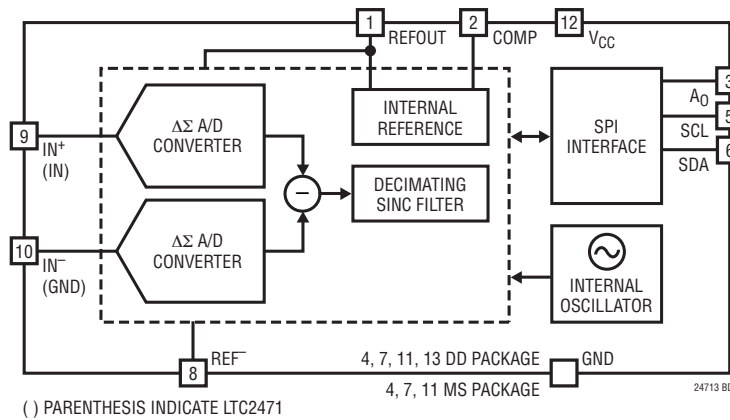 1
REFOUT
2
COMP
12
VCC
9
IN+
(IN)
ΔΣ A/D
CONVERTER
INTERNAL
REFERENCE
SPI
INTERFACE
3
A0
5
SCL
6
SDA
−
DECIMATING
SINC FILTER
10
IN−
(GND)
ΔΣ A/D
CONVERTER
INTERNAL
OSCILLATOR
8
REF−
4, 7, 11, 13 DD PACKAGE
4, 7, 11 MS PACKAGE
GND
24713 BD
( ) PARENTHESIS INDICATE LTC2471